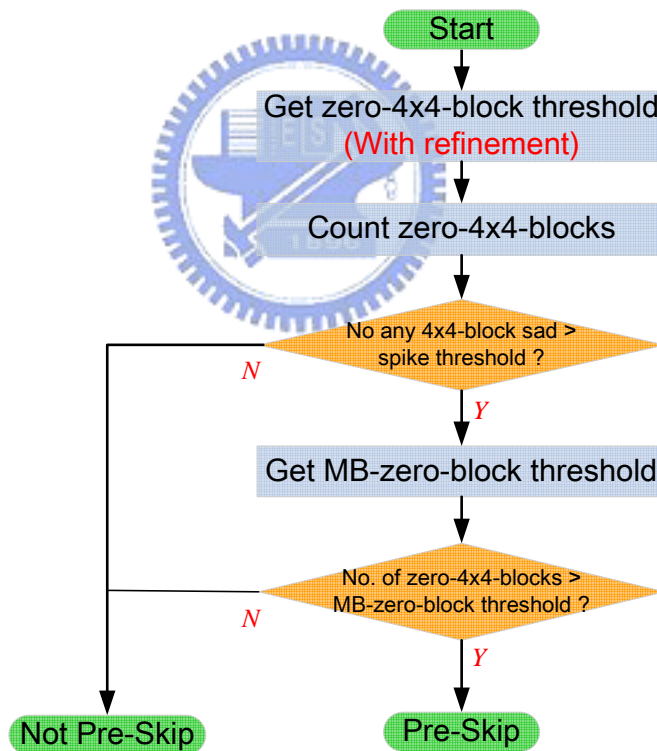 Start
Get zero-4x4-block threshold
(With refinement)
ES
Count zero-4x4-blocks
1896
No any 4x4-block sad >
spike threshold ?
N
Y
Get MB-zero-block threshold
No. of zero-4x4-blocks >
MB-zero-block threshold ?
N
Y
Not Pre-Skip
Pre-Skip